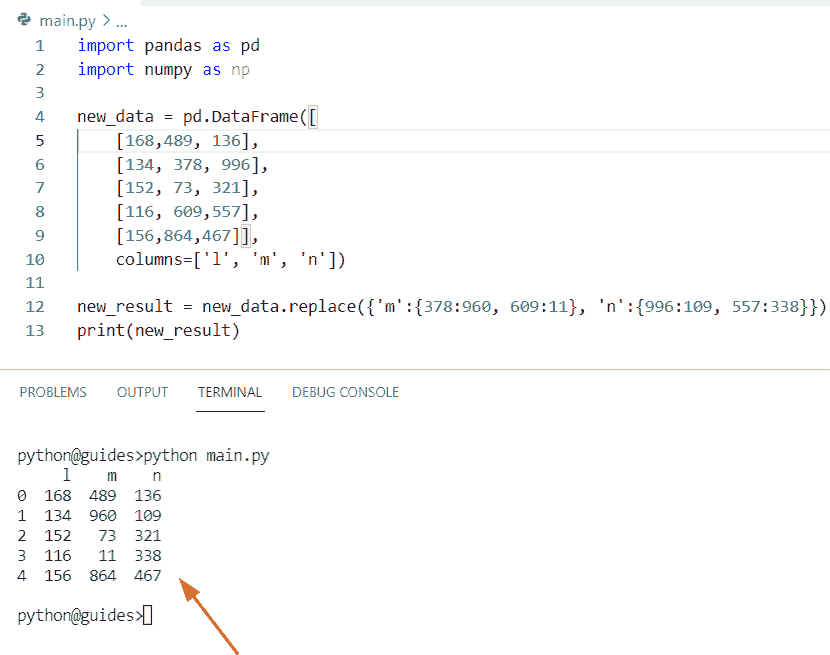 main.py > ...
1 import pandas as pd
2 import numpy as np
3
4 new_data = pd.DataFrame([
5     [168,489, 136],
6     [134, 378, 996],
7     [152, 73, 321],
8     [116, 609,557],
9     [156,864,467]],
10     columns=['l', 'm', 'n'])
11
12 new_result = new_data.replace({'m':{378:960, 609:11}, 'n':{996:109, 557:338}})
13 print(new_result)
PROBLEMS OUTPUT TERMINAL DEBUG CONSOLE
python@guides>python main.py
     l    m    n
0  168  489  136
1  134  960  109
2  152   73  321
3  116   11  338
4  156  864  467
python@guides>